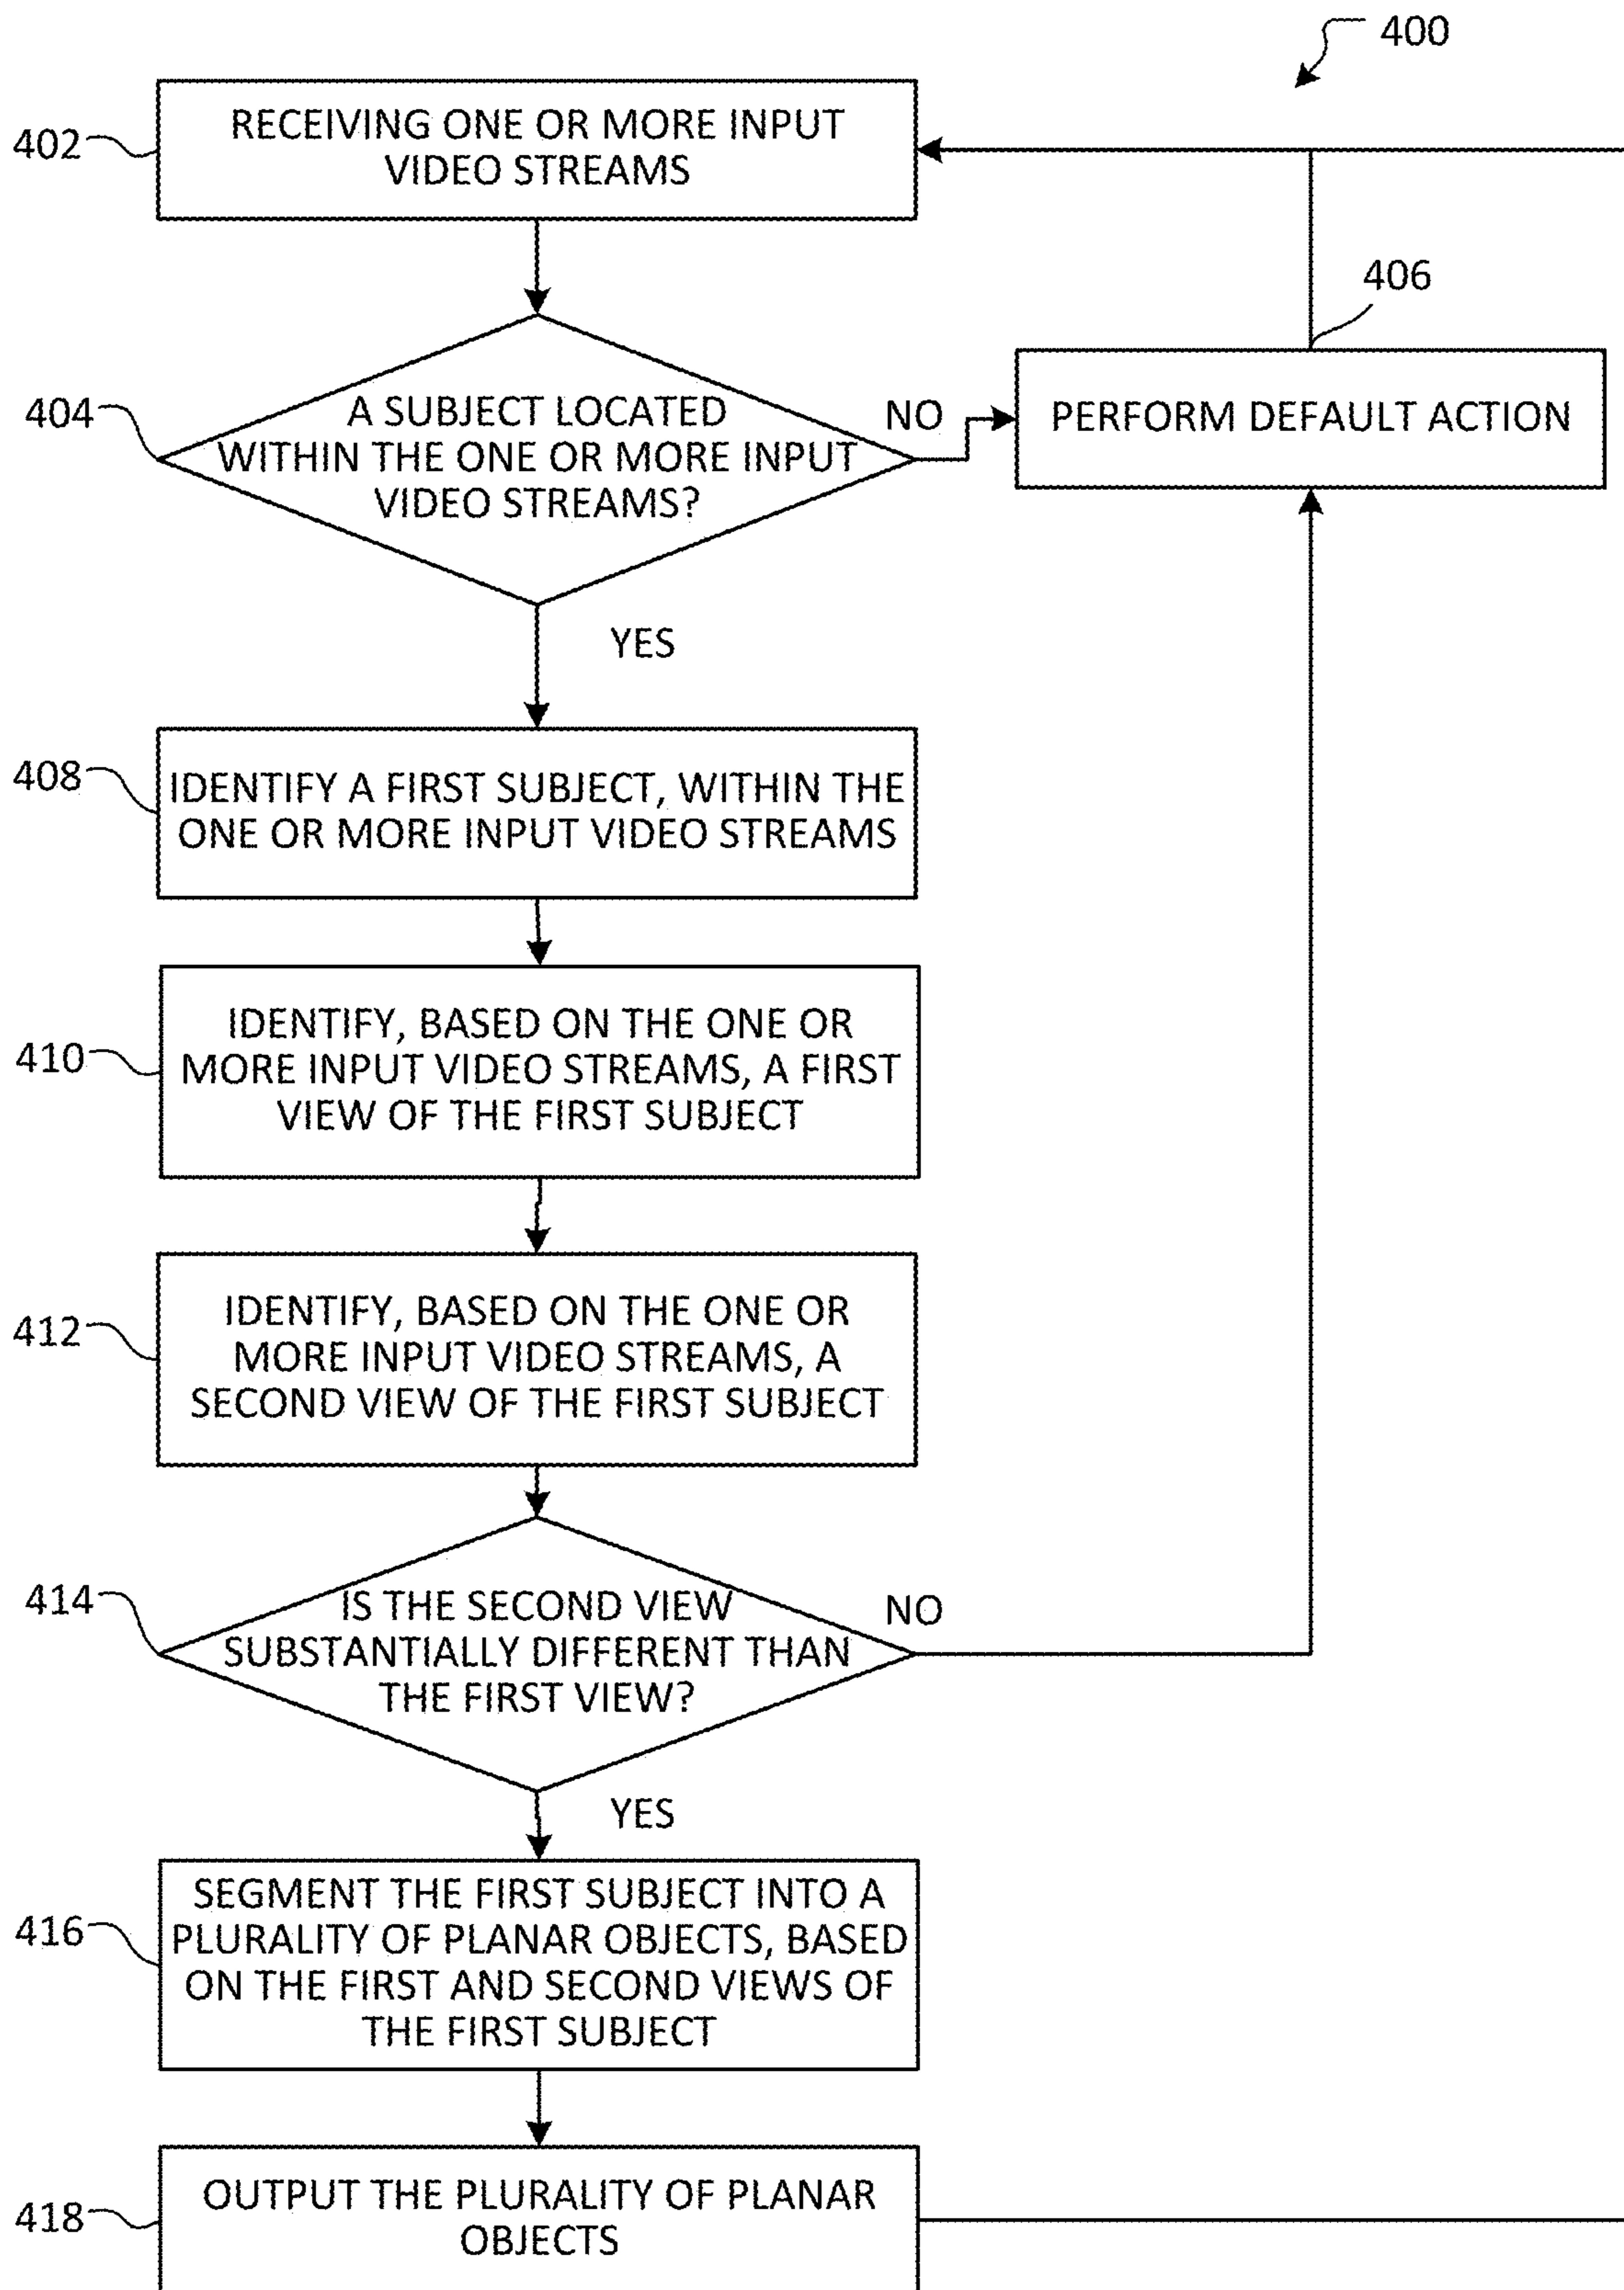 400
402
RECEIVING ONE OR MORE INPUT
VIDEO STREAMS
404
A SUBJECT LOCATED
WITHIN THE ONE OR MORE INPUT
VIDEO STREAMS?
NO
406
PERFORM DEFAULT ACTION
YES
408
IDENTIFY A FIRST SUBJECT, WITHIN THE
ONE OR MORE INPUT VIDEO STREAMS
410
IDENTIFY, BASED ON THE ONE OR
MORE INPUT VIDEO STREAMS, A FIRST
VIEW OF THE FIRST SUBJECT
412
IDENTIFY, BASED ON THE ONE OR
MORE INPUT VIDEO STREAMS, A
SECOND VIEW OF THE FIRST SUBJECT
414
IS THE SECOND VIEW
SUBSTANTIALLY DIFFERENT THAN
THE FIRST VIEW?
NO
YES
416
SEGMENT THE FIRST SUBJECT INTO A
PLURALITY OF PLANAR OBJECTS, BASED
ON THE FIRST AND SECOND VIEWS OF
THE FIRST SUBJECT
418
OUTPUT THE PLURALITY OF PLANAR
OBJECTS